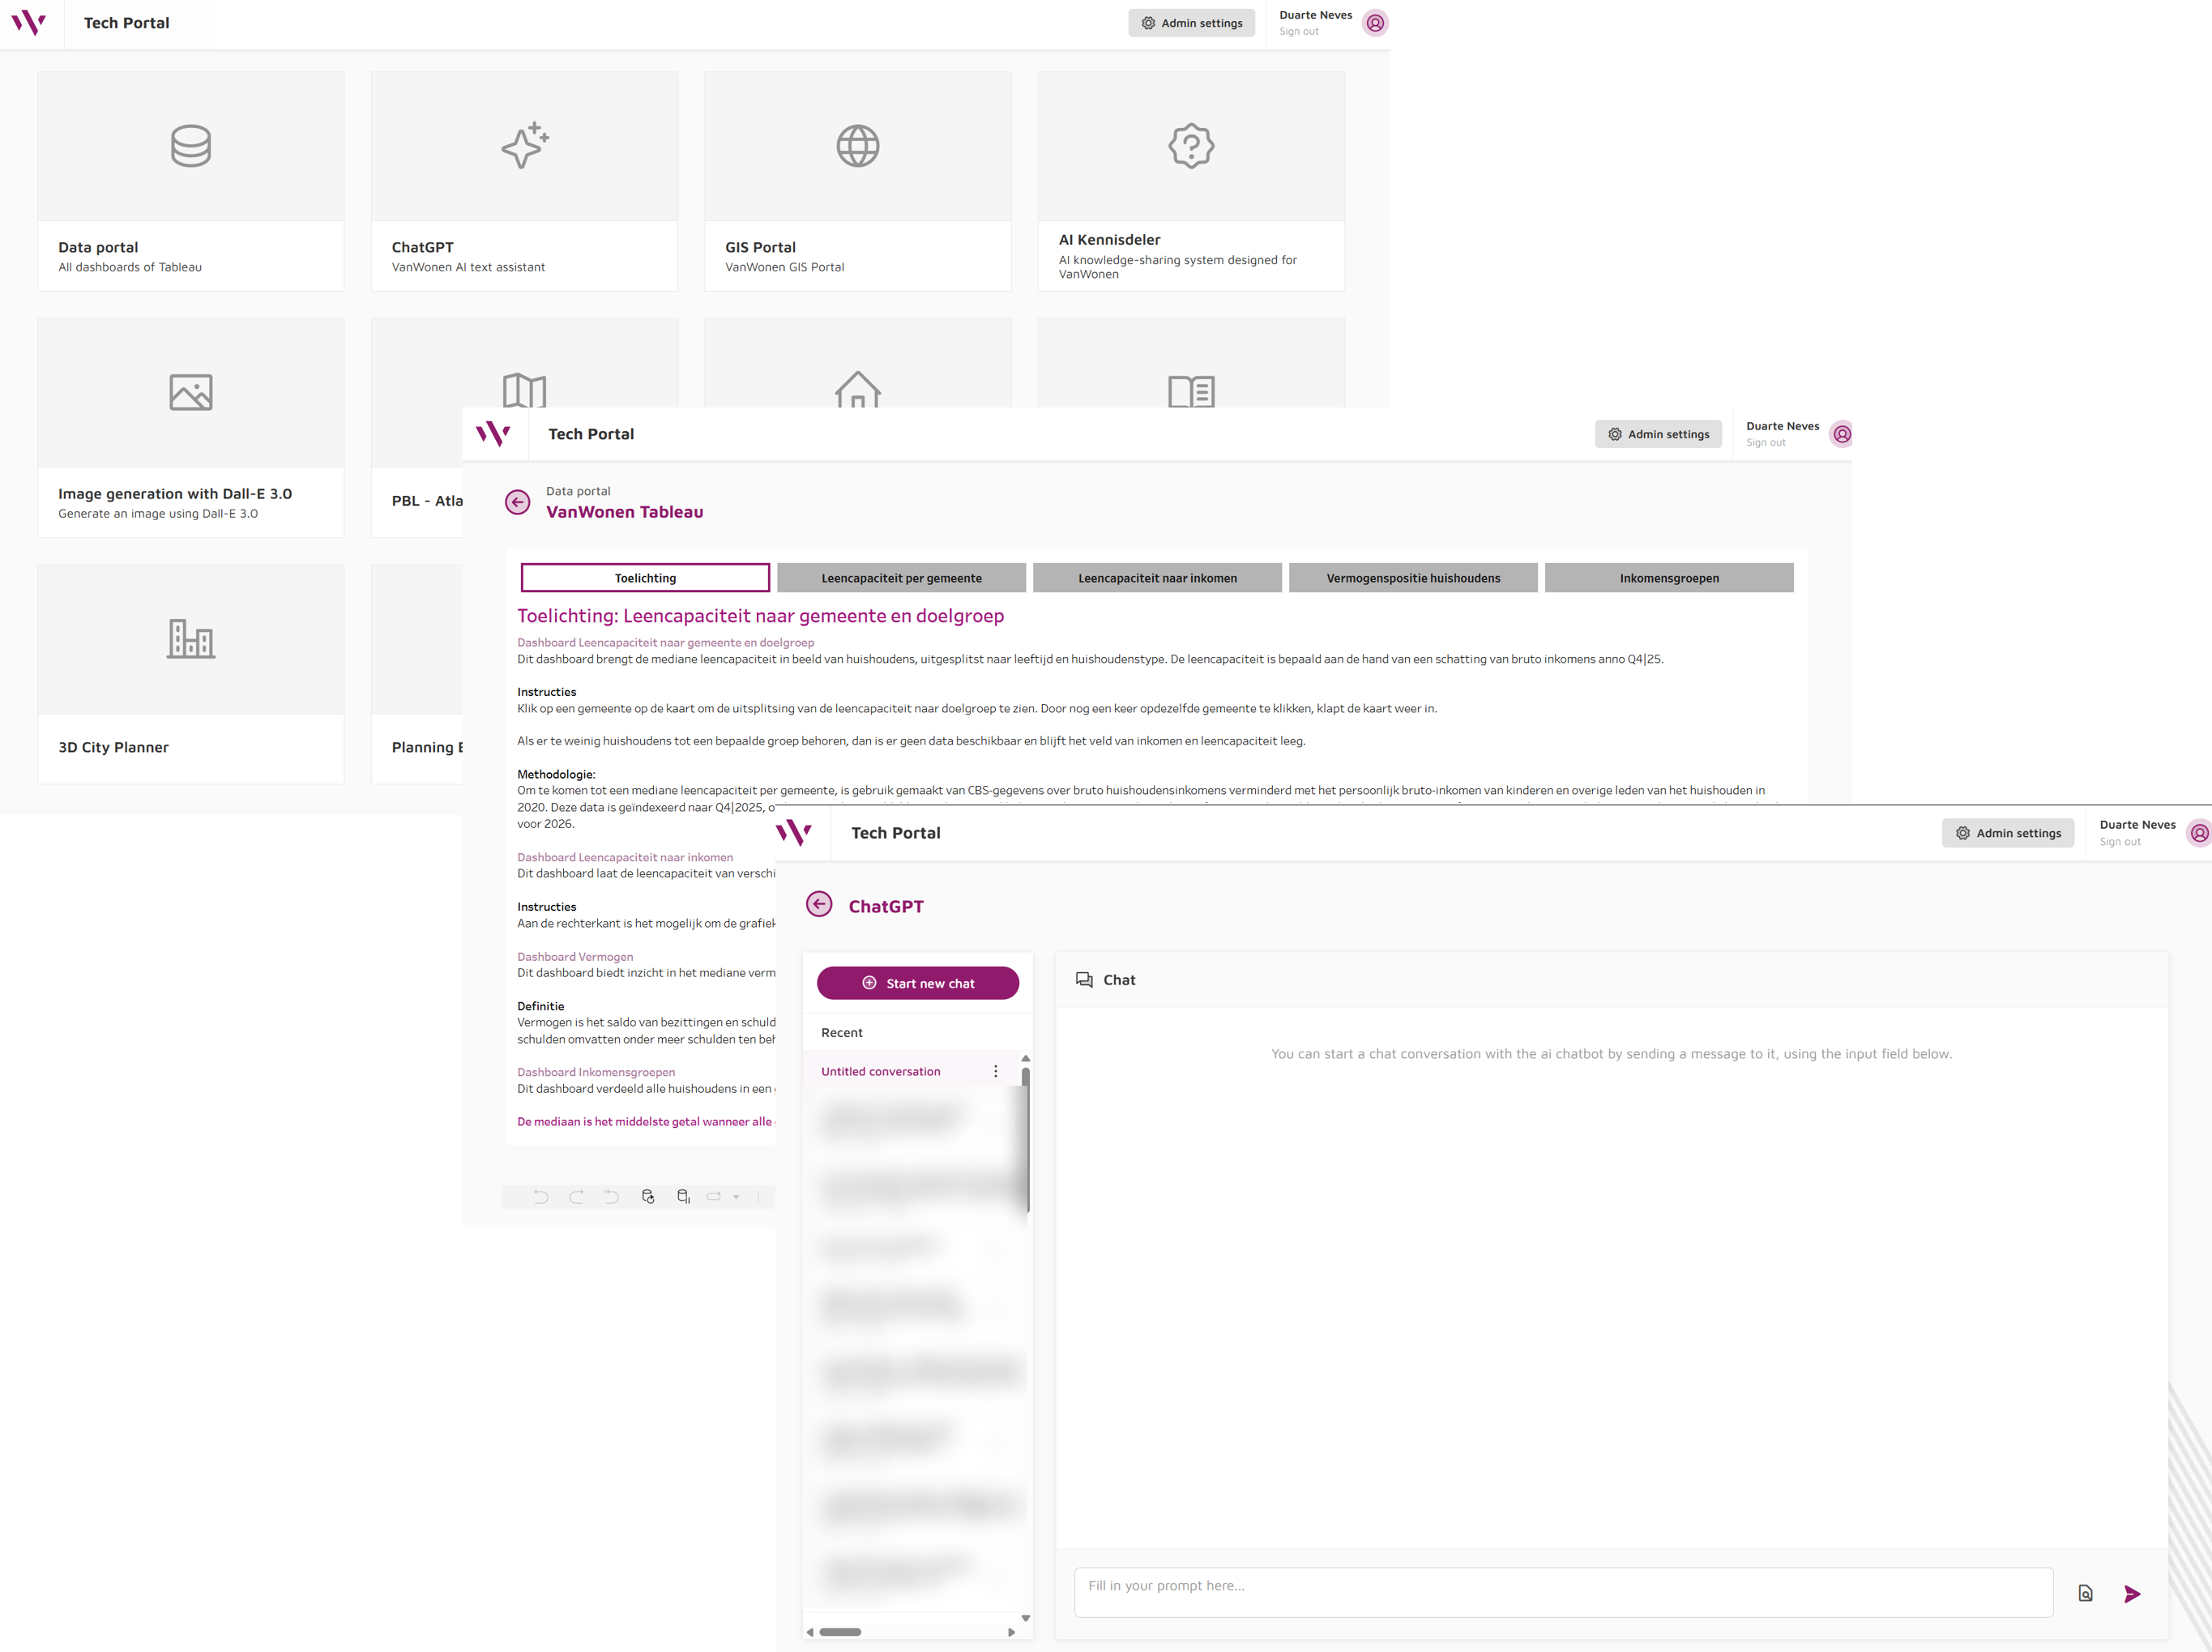 Tech Portal
Admin settings
Duarte Neves
Sign out
Data portal
All dashboards of Tableau
ChatGPT
VanWonen AI text assistant
GIS Portal
VanWonen GIS Portal
AI Kennisdeler
AI knowledge-sharing system designed for
VanWonen
Image generation with Dall-E 3.0
Generate an image using Dall-E 3.0
PBL - Atla
3D City Planner
Planning
Tech Portal
Admin settings
Duarte Neves
Sign out
Data portal
VanWonen Tableau
Toelichting
Leencapaciteit per gemeente
Leencapaciteit naar inkomen
Vermogenspositie huishoudens
Inkomensgroepen
Toelichting: Leencapaciteit naar gemeente en doelgroep
Dashboard Leencapaciteit naar gemeente en doelgroep
Dit dashboard brengt de mediane leencapaciteit in beeld van huishoudens, uitgesplitst naar leeftijd en huishoudenstype. De leencapaciteit is bepaald aan de hand van een schatting van bruto inkomens anno Q4|25.
Instructies
Klik op een gemeente op de kaart om de uitsplitsing van de leencapaciteit naar doelgroep te zien. Door nog een keer opdezelfde gemeente te klikken, klapt de kaart weer in.
Als er te weinig huishoudens tot een bepaalde groep behoren, dan is er geen data beschikbaar en blijft het veld van inkomen en leencapaciteit leeg.
Methodologie:
Om te komen tot een mediane leencapaciteit per gemeente, is gebruik gemaakt van CBS-gegevens over bruto huishoudensinkomens verminderd met het persoonlijk bruto-inkomen van kinderen en overige leden van het huishouden in
2020. Deze data is geïndexeerd naar Q4|2025, o
voor 2026.
Dashboard Leencapaciteit naar inkomen
Dit dashboard laat de leencapaciteit van verschi
Instructies
Aan de rechterkant is het mogelijk om de grafiek
Dashboard Vermogen
Dit dashboard biedt inzicht in het mediane verm
Definitie
Vermogen is het saldo van bezittingen en schuld
schulden omvatten onder meer schulden ten beh
Dashboard Inkomensgroepen
Dit dashboard verdeeld alle huishoudens in een
De mediaan is het middelste getal wanneer alle
Tech Portal
Admin settings
Duarte Neves
Sign out
ChatGPT
Start new chat
Recent
Untitled conversation
Chat
You can start a chat conversation with the ai chatbot by sending a message to it, using the input field below.
Fill in your prompt here...